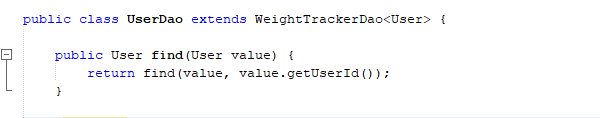 public class UserDao extends WeightTrackerDao<User> {
public User find(User value) {
return find(value, value.getUserId());
}